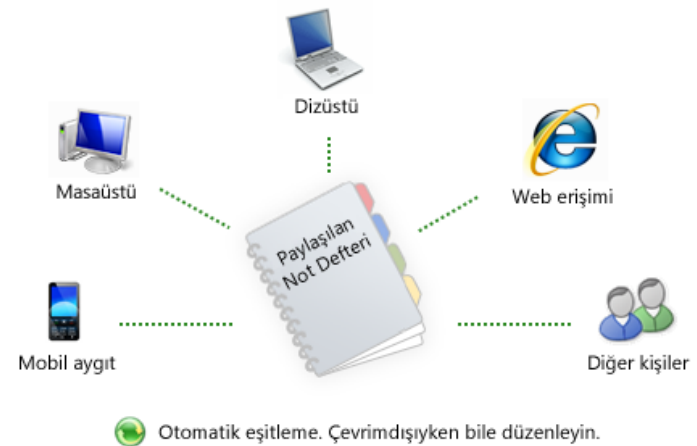 Dizüstü
Masaüstü
Web erişimi
Paylaşılan
Not Defteri
Mobil aygıt
Diğer kişiler
Otomatik eşitleme. Çevrimdışıyken bile düzenleyin.